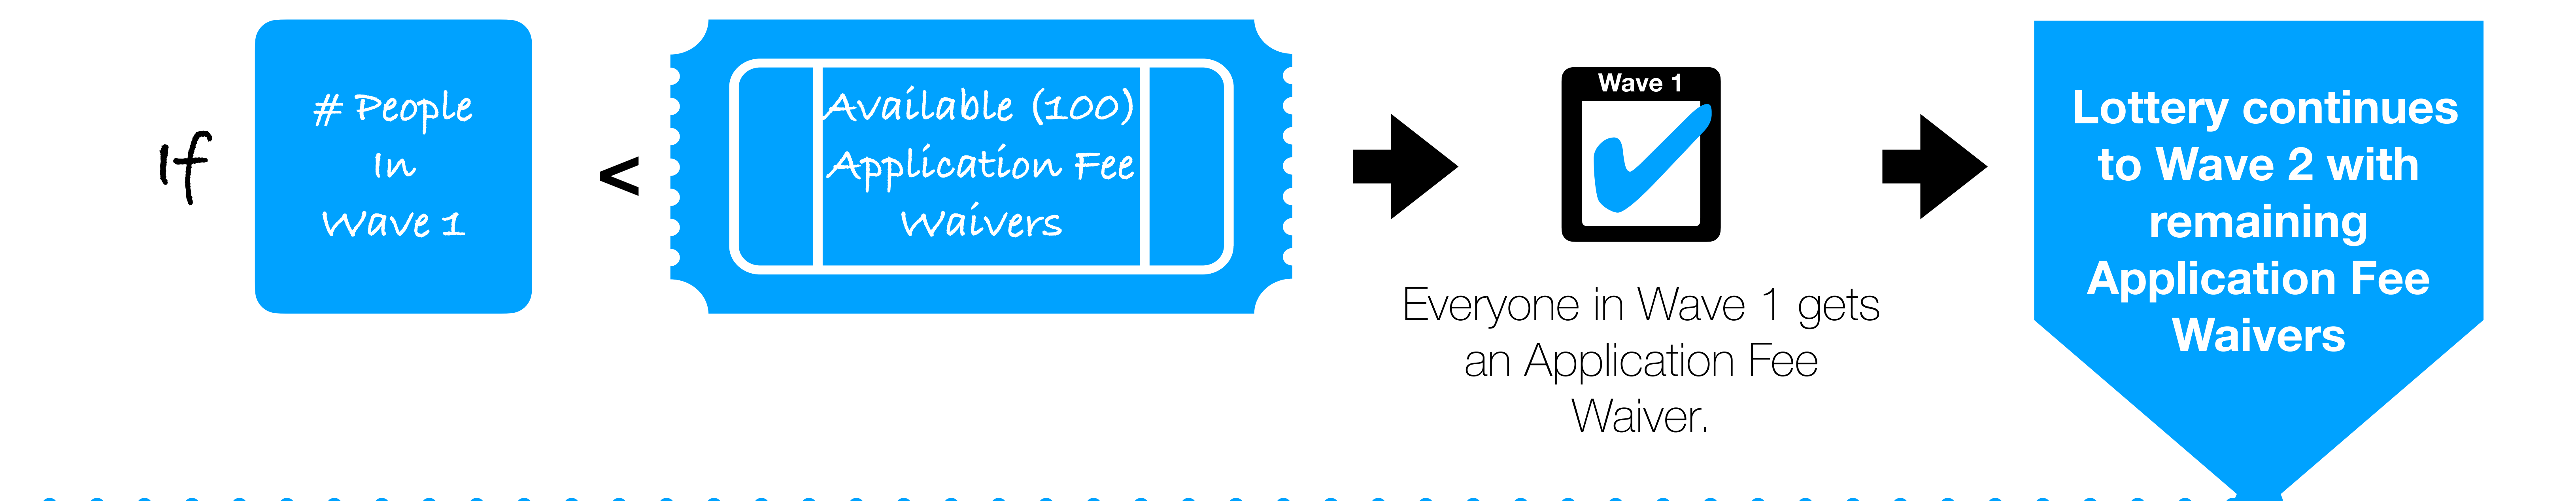 If
# People
In
Wave 1
<
Available (100)
Application Fee
Waivers
Wave 1
Everyone in Wave 1 gets
an Application Fee
Waiver.
Lottery continues
to Wave 2 with
remaining
Application Fee
Waivers